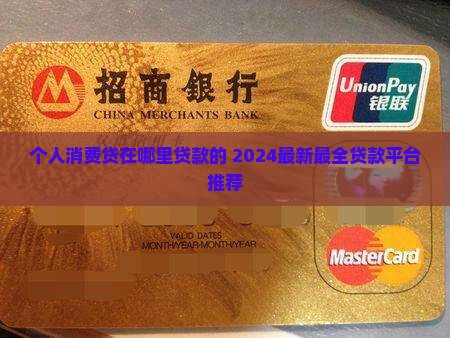 招商銀行
CHINA MERCHANTS BANK
UnionPay
银联
个人消费贷在哪里贷款的 2024最新最全贷款平台
推荐
VALID DATES
MONTH/YEAR-MONTH/YEAR
MasterCard